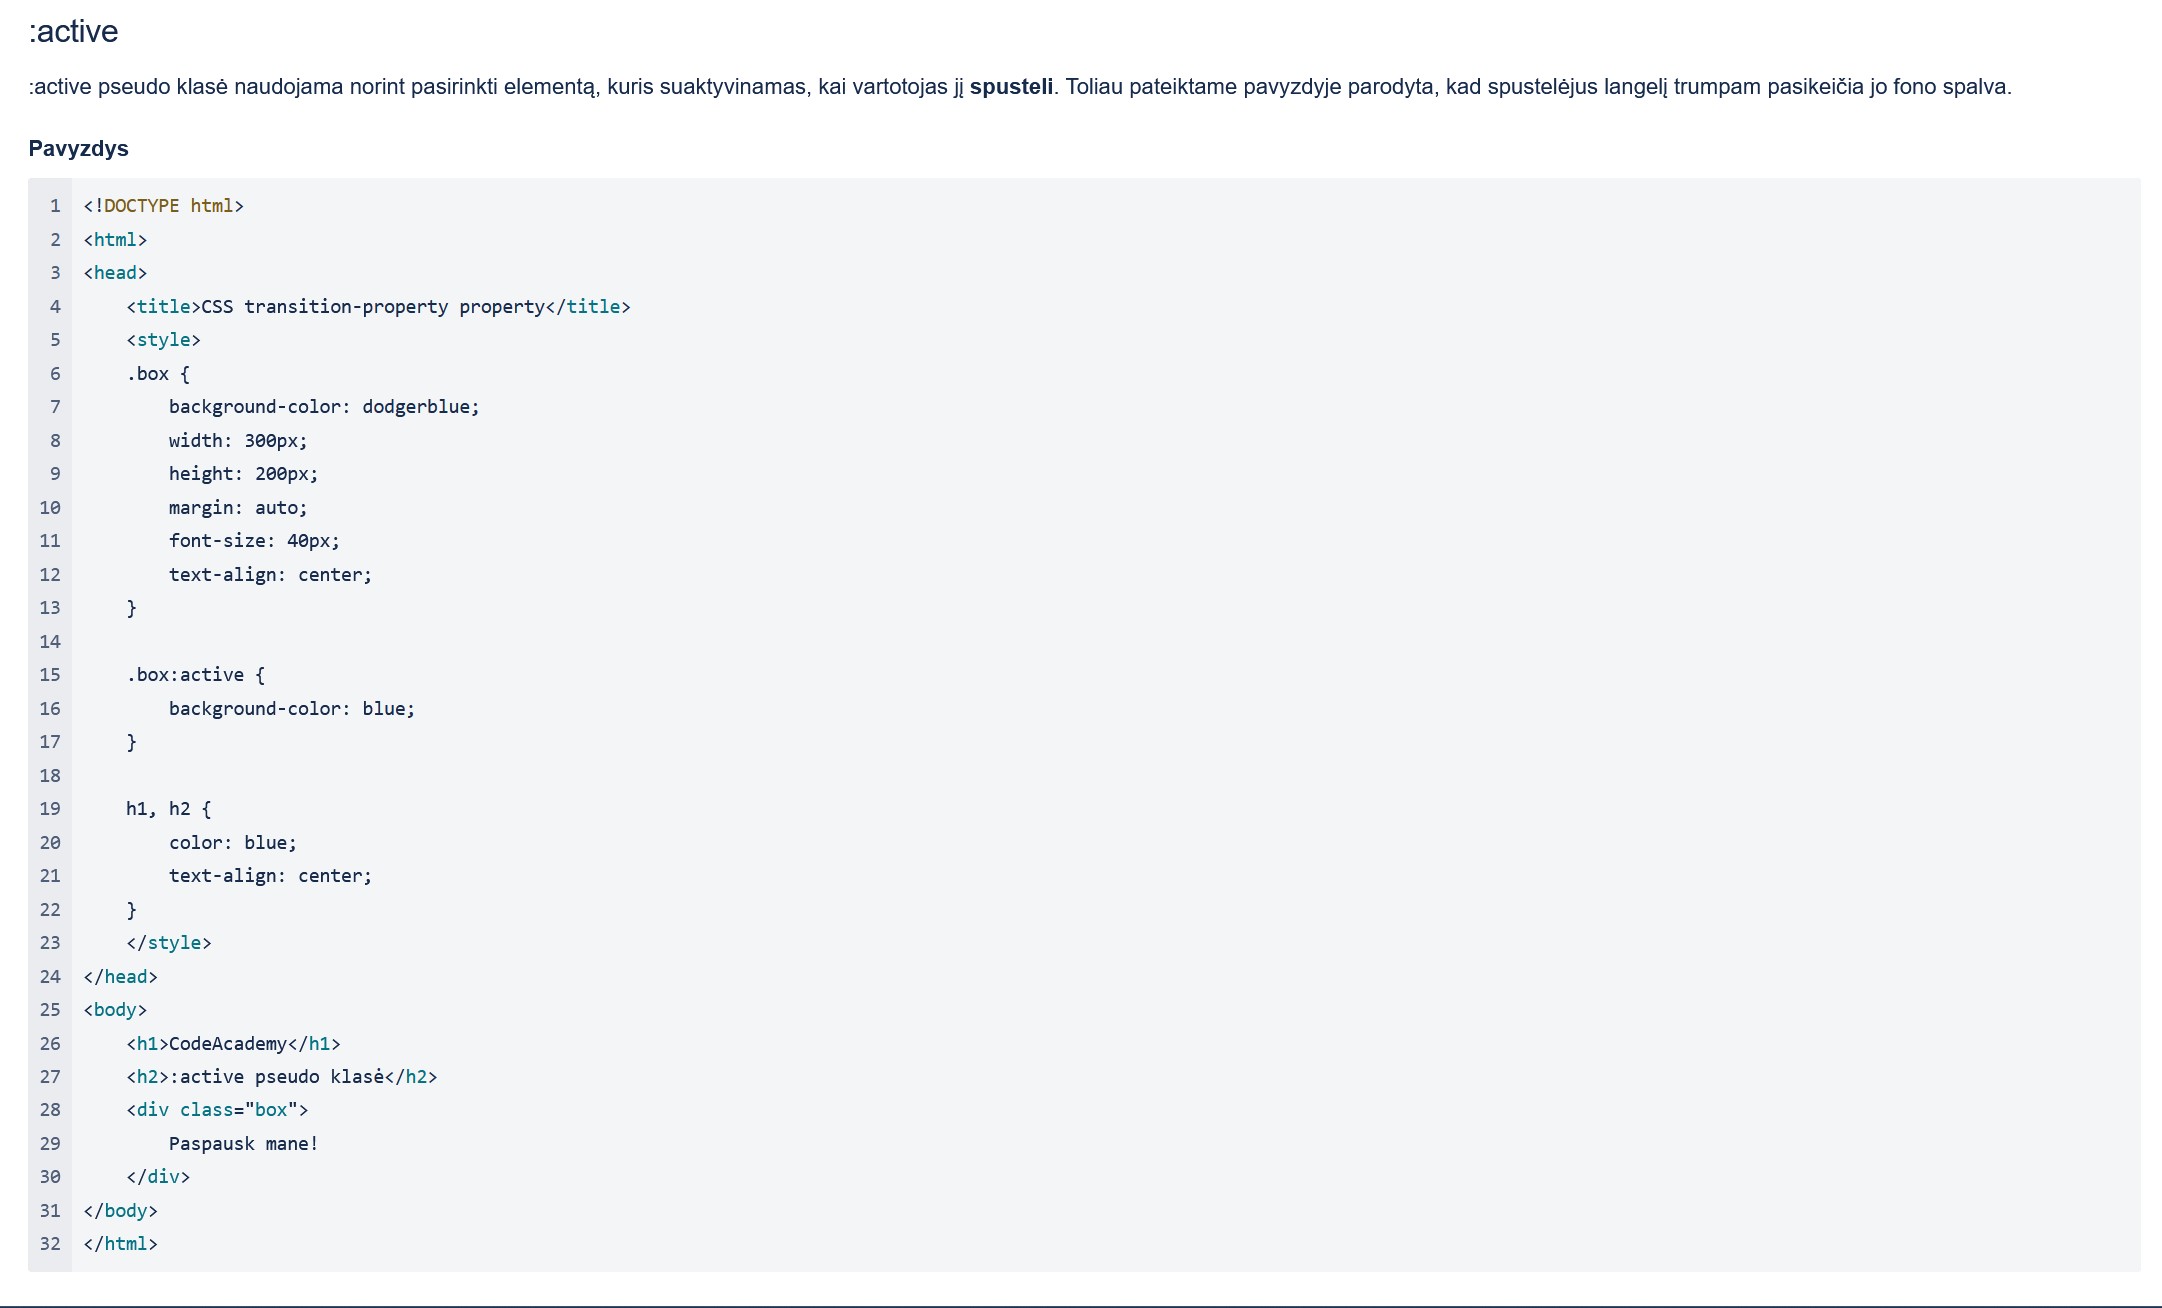 :active
:active pseudo klasė naudojama norint pasirinkti elementą, kuris suaktyvinamas, kai vartotojas jį spusteli. Toliau pateiktame pavyzdyje parodyta, kad spustelėjus langelį trumpam pasikeičia jo fono spalva.
Pavyzdys
1 <!DOCTYPE html>
2 <html>
3 <head>
4     <title>CSS transition-property property</title>
5     <style>
6     .box {
7         background-color: dodgerblue;
8         width: 300px;
9         height: 200px;
10         margin: auto;
11         font-size: 40px;
12         text-align: center;
13     }
14
15     .box:active {
16         background-color: blue;
17     }
18
19     h1, h2 {
20         color: blue;
21         text-align: center;
22     }
23     </style>
24 </head>
25 <body>
26     <h1>CodeAcademy</h1>
27     <h2>:active pseudo klasė</h2>
28     <div class="box">
29         Paspausk mane!
30     </div>
31 </body>
32 </html>